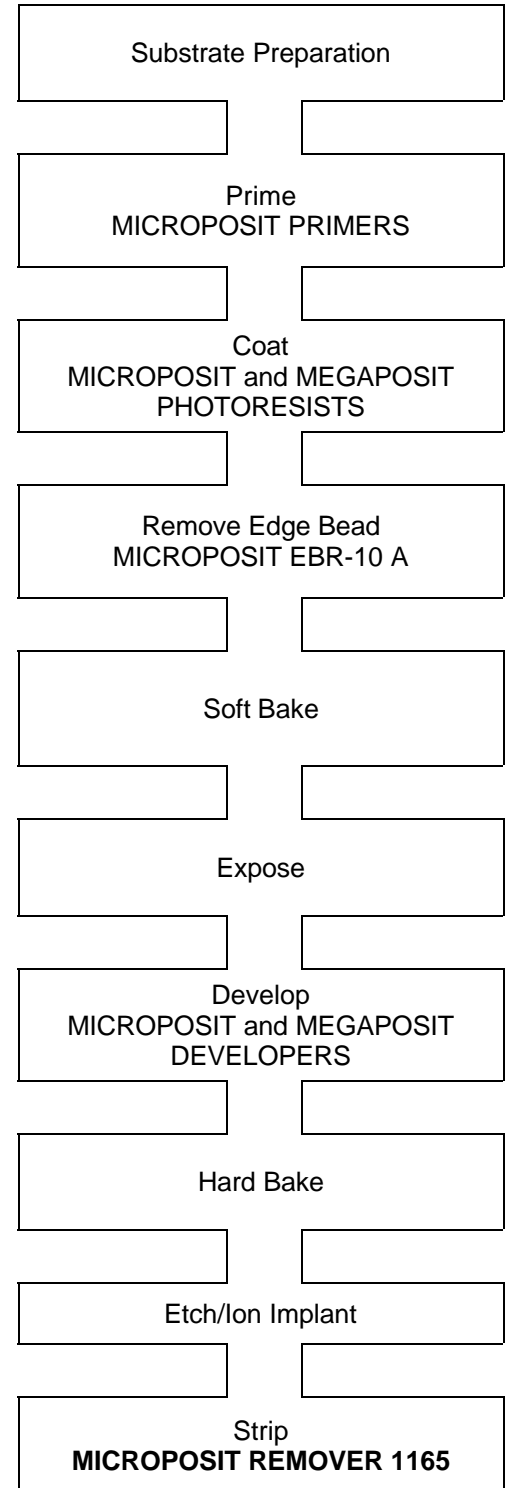 Substrate Preparation
Prime
MICROPOSIT PRIMERS
Coat
MICROPOSIT and MEGAPOSIT
PHOTORESISTS
Remove Edge Bead
MICROPOSIT EBR-10 A
Soft Bake
Expose
Develop
MICROPOSIT and MEGAPOSIT
DEVELOPERS
Hard Bake
Etch/Ion Implant
Strip
MICROPOSIT REMOVER 1165